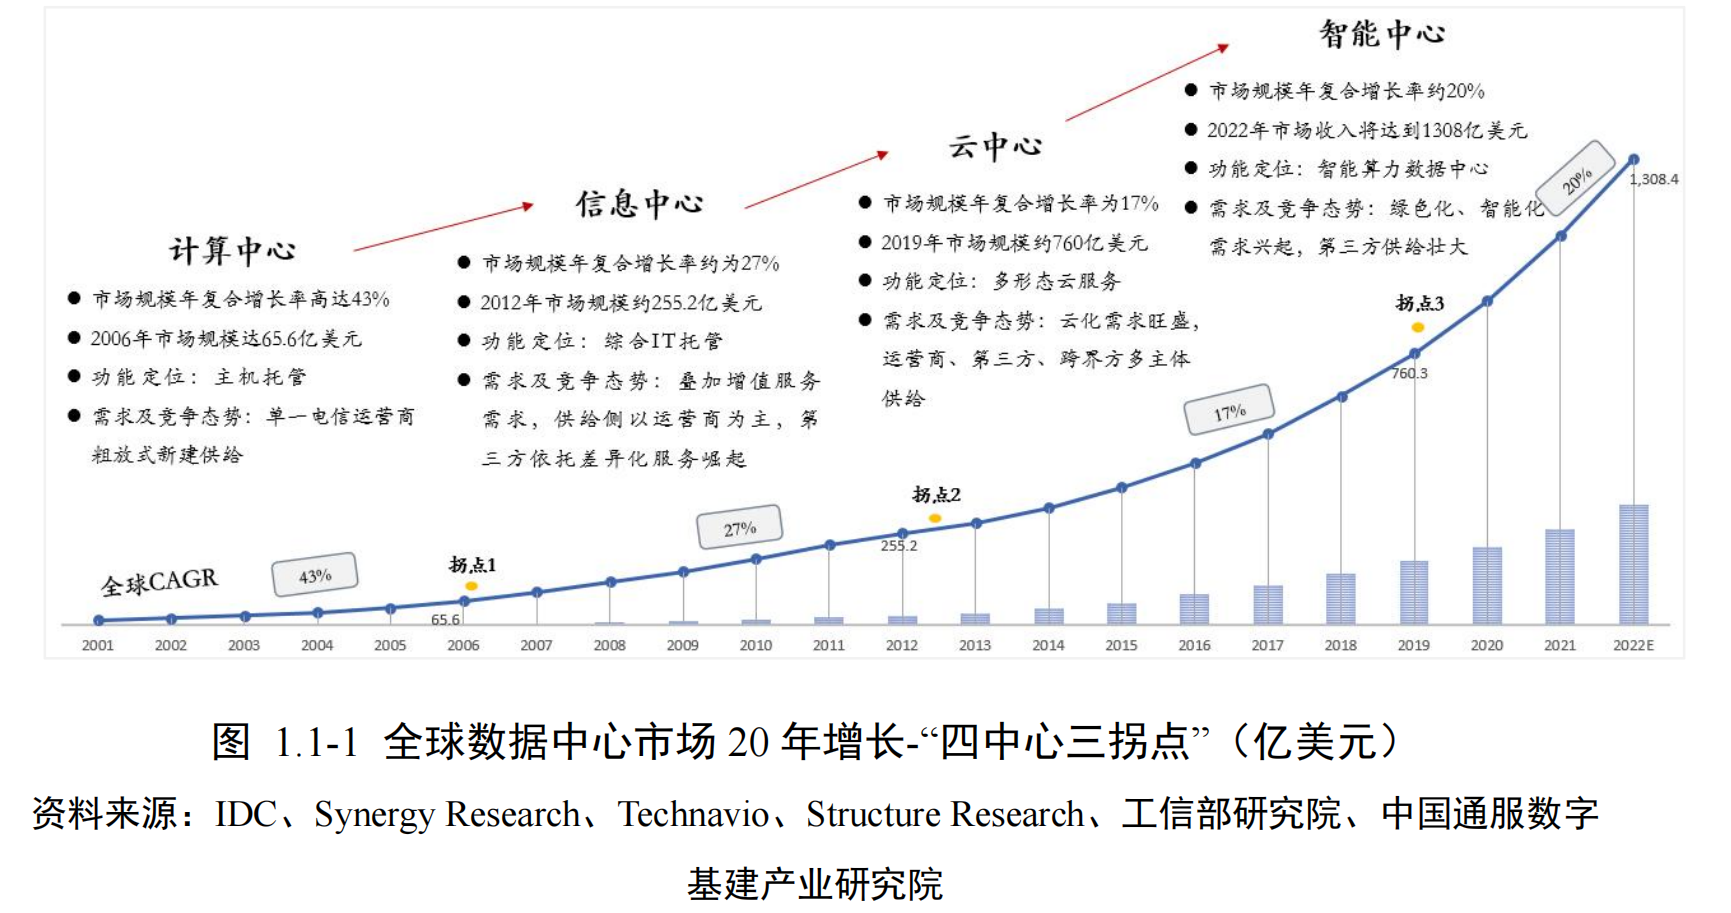 智能中心
● 市场规模年复合增长率约20%
● 2022年市场收入将达到1308亿美元
● 功能定位：智能算力数据中心
● 需求及竞争态势：绿色化、智能化
需求兴起，第三方供给壮大
云中心
● 市场规模年复合增长率为17%
● 2019年市场规模约760亿美元
● 功能定位：多形态云服务
● 需求及竞争态势：云化需求旺盛，
运营商、第三方、跨界方多主体
供给
信息中心
● 市场规模年复合增长率约为27%
● 2012年市场规模约255.2亿美元
● 功能定位：综合IT托管
● 需求及竞争态势：叠加增值服务
需求，供给侧以运营商为主，第
三方依托差异化服务崛起
计算中心
● 市场规模年复合增长率高达43%
● 2006年市场规模达65.6亿美元
● 功能定位：主机托管
● 需求及竞争态势：单一电信运营商
粗放式新建供给
全球CAGR
43%
拐点1
65.6
27%
拐点2
255.2
17%
拐点3
760.3
20%
1,308.4
2001 2002 2003 2004 2005 2006 2007 2008 2009 2010 2011 2012 2013 2014 2015 2016 2017 2018 2019 2020 2021 2022E
图 1.1-1 全球数据中心市场 20 年增长-“四中心三拐点”（亿美元）
资料来源：IDC、Synergy Research、Technavio、Structure Research、工信部研究院、中国通服数字
基建产业研究院